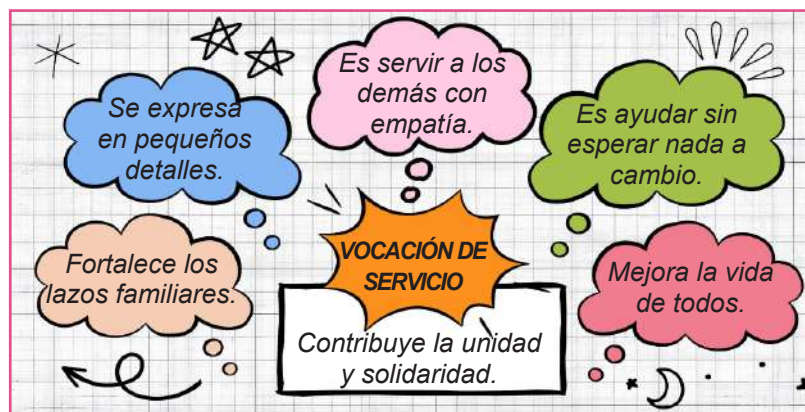 Es servir a los
demás con
empatía.
Se expresa
en pequeños
detalles.
Es ayudar sin
esperar nada a
cambio.
VOCACIÓN DE
SERVICIO
Fortalece los
lazos familiares.
Mejora la vida
de todos.
Contribuye la unidad
y solidaridad.